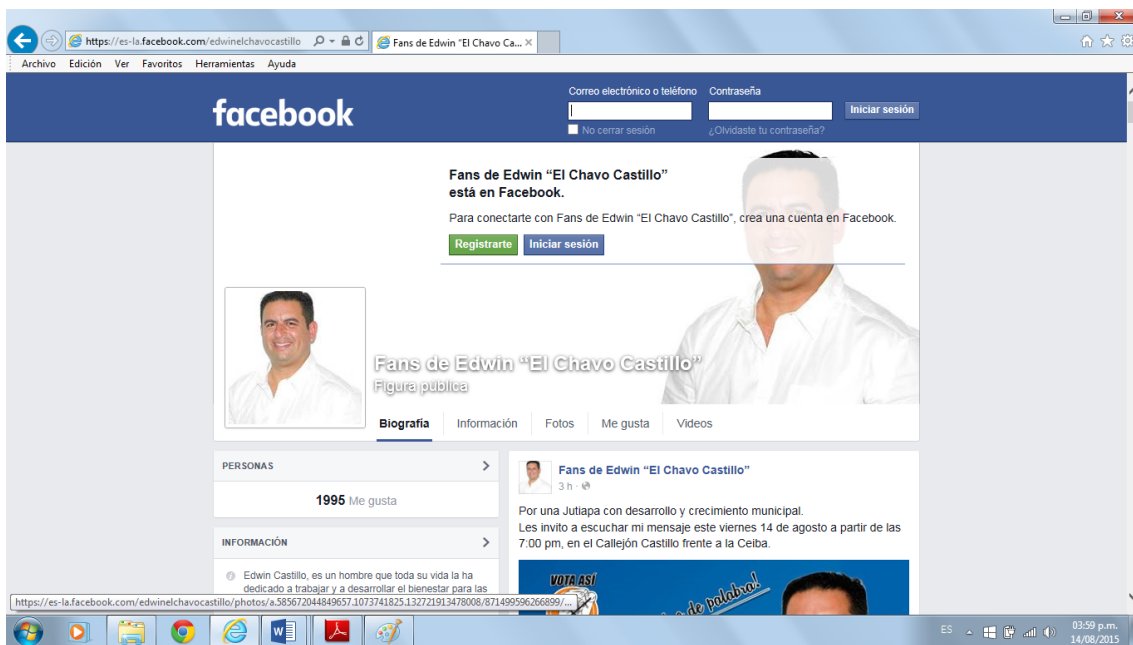 https://es-la.facebook.com/edwinelchavocastillo
Fans de Edwin "El Chavo Ca...
Archivo Edición Ver Favoritos Herramientas Ayuda
facebook
Correo electrónico o teléfono Contraseña
Iniciar sesión
No cerrar sesión ¿Olvidaste tu contraseña?
Fans de Edwin “El Chavo Castillo”
está en Facebook.
Para conectarte con Fans de Edwin “El Chavo Castillo”, crea una cuenta en Facebook.
Registrarte Iniciar sesión
Fans de Edwin “El Chavo Castillo”
Figura pública
Biografía Información Fotos Me gusta Videos
PERSONAS
1995 Me gusta
INFORMACIÓN
Edwin Castillo, es un hombre que toda su vida la ha
dedicado a trabajar y a desarrollar el bienestar para las
Fans de Edwin “El Chavo Castillo”
3 h
Por una Jutiapa con desarrollo y crecimiento municipal.
Les invito a escuchar mi mensaje este viernes 14 de agosto a partir de las
7:00 pm, en el Callejón Castillo frente a la Ceiba.
VOTA ASÍ
de palabra!
https://es-la.facebook.com/edwinelchavocastillo/photos/a.585672044849657.1073741825.132721913478008/871499596266899/...
ES
03:59 p.m.
14/08/2015